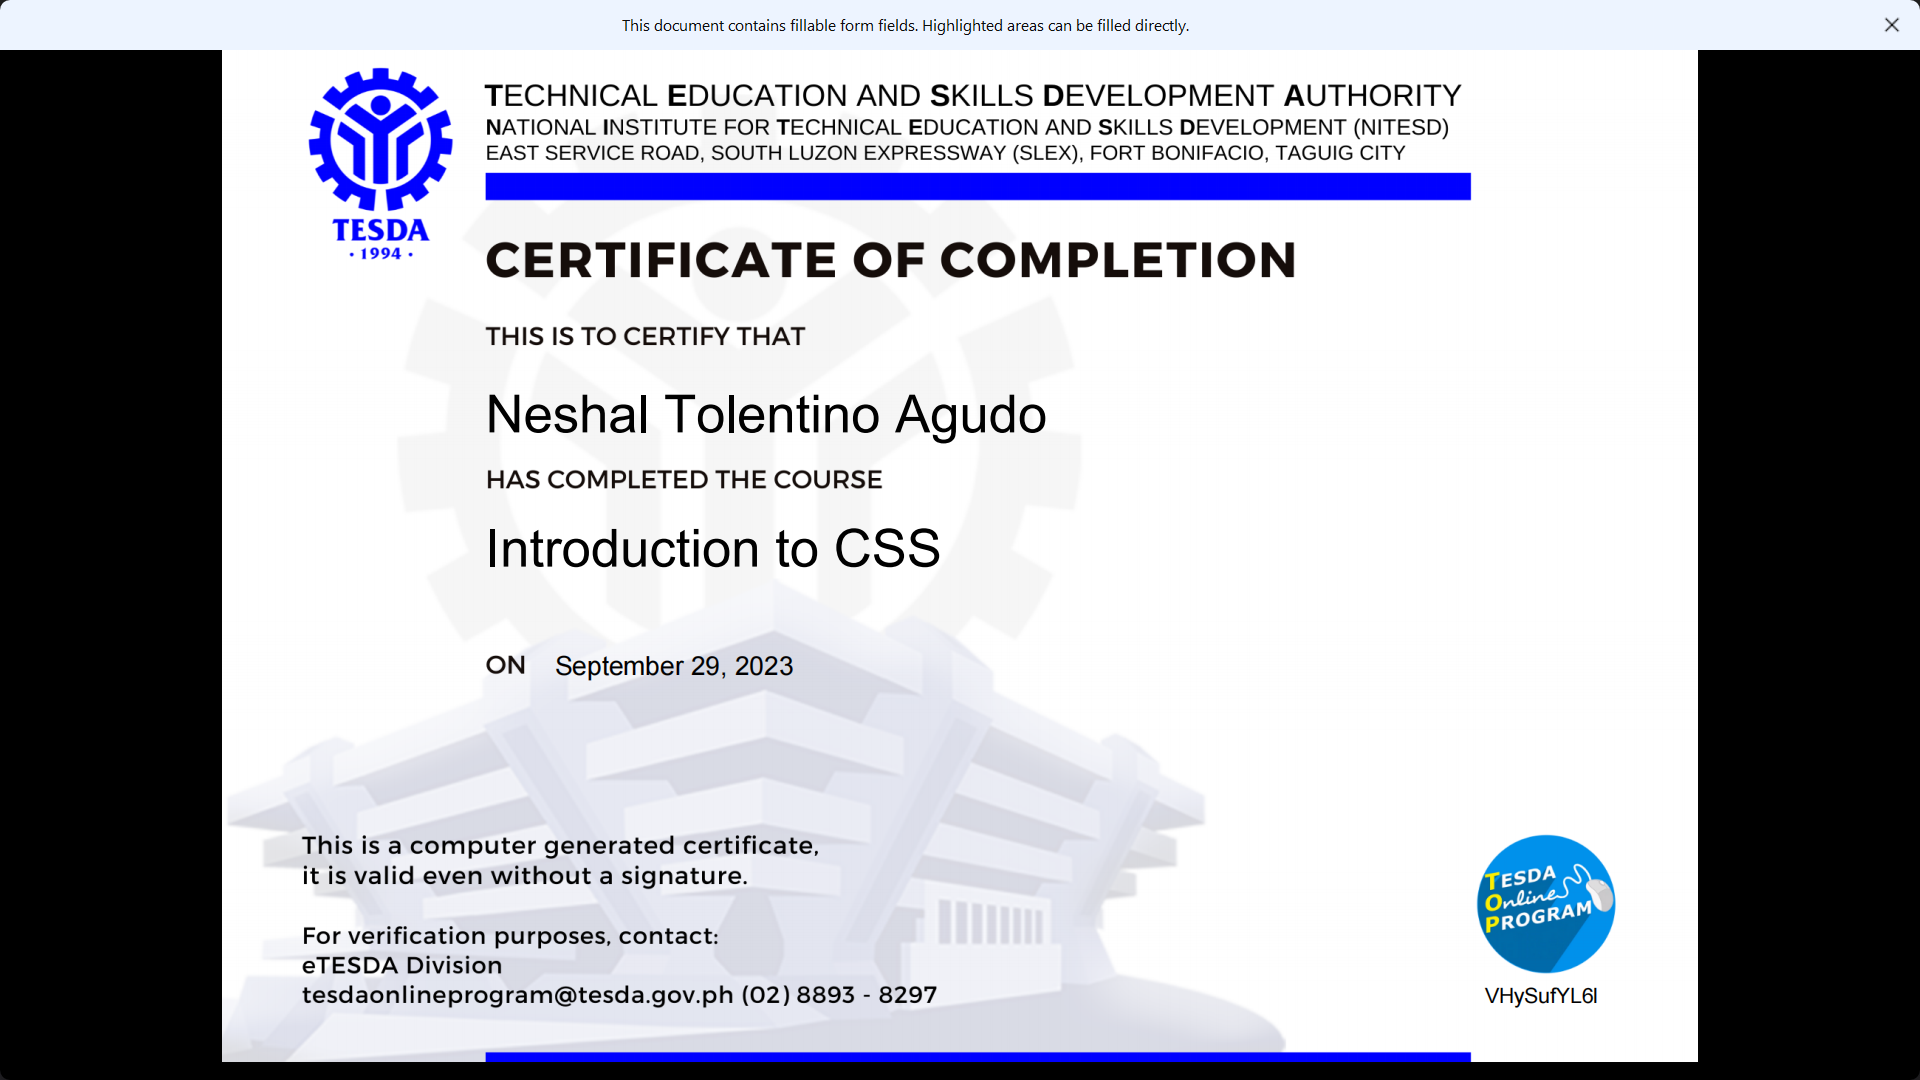 This document contains fillable form fields. Highlighted areas can be filled directly.
TECHNICAL EDUCATION AND SKILLS DEVELOPMENT AUTHORITY
NATIONAL INSTITUTE FOR TECHNICAL EDUCATION AND SKILLS DEVELOPMENT (NITESD)
EAST SERVICE ROAD, SOUTH LUZON EXPRESSWAY (SLEX), FORT BONIFACIO, TAGUIG CITY
TESDA
· 1994 ·
CERTIFICATE OF COMPLETION
THIS IS TO CERTIFY THAT
Neshal Tolentino Agudo
HAS COMPLETED THE COURSE
Introduction to CSS
ON September 29, 2023
This is a computer generated certificate,
it is valid even without a signature.
For verification purposes, contact:
eTESDA Division
tesdaonlineprogram@tesda.gov.ph (02) 8893 - 8297
TESDA
Online
PROGRAM
VHySufYL6l